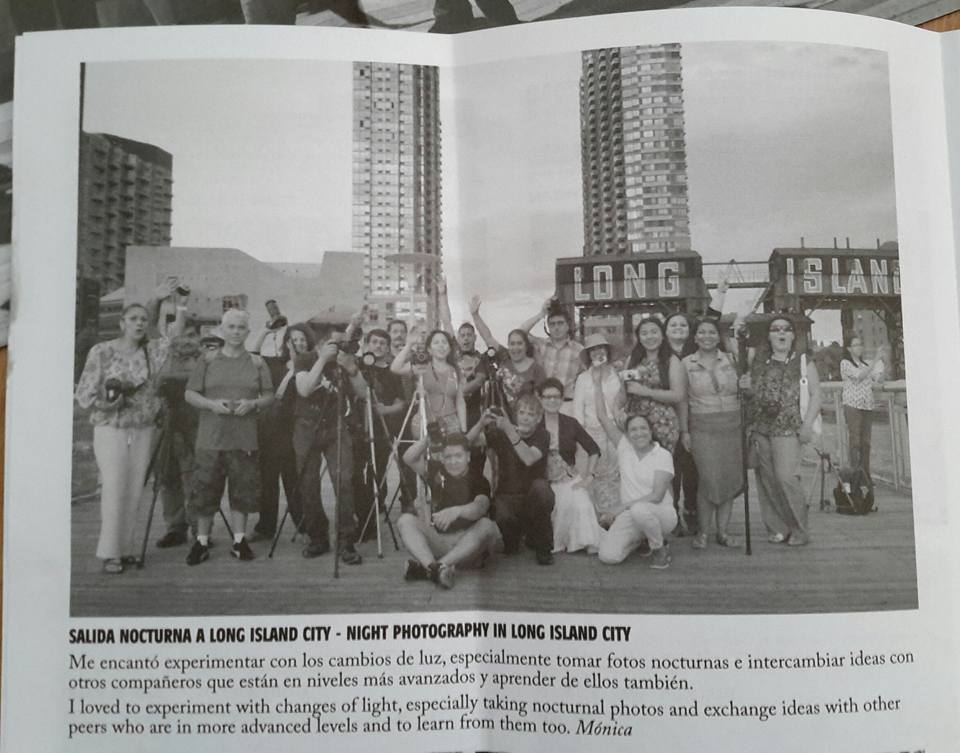 LONG ISLAND
SALIDA NOCTURNA A LONG ISLAND CITY - NIGHT PHOTOGRAPHY IN LONG ISLAND CITY
Me encantó experimentar con los cambios de luz, especialmente tomar fotos nocturnas e intercambiar ideas con
otros compañeros que están en niveles más avanzados y aprender de ellos también.
I loved to experiment with changes of light, especially taking nocturnal photos and exchange ideas with other
peers who are in more advanced levels and to learn from them too. Mónica